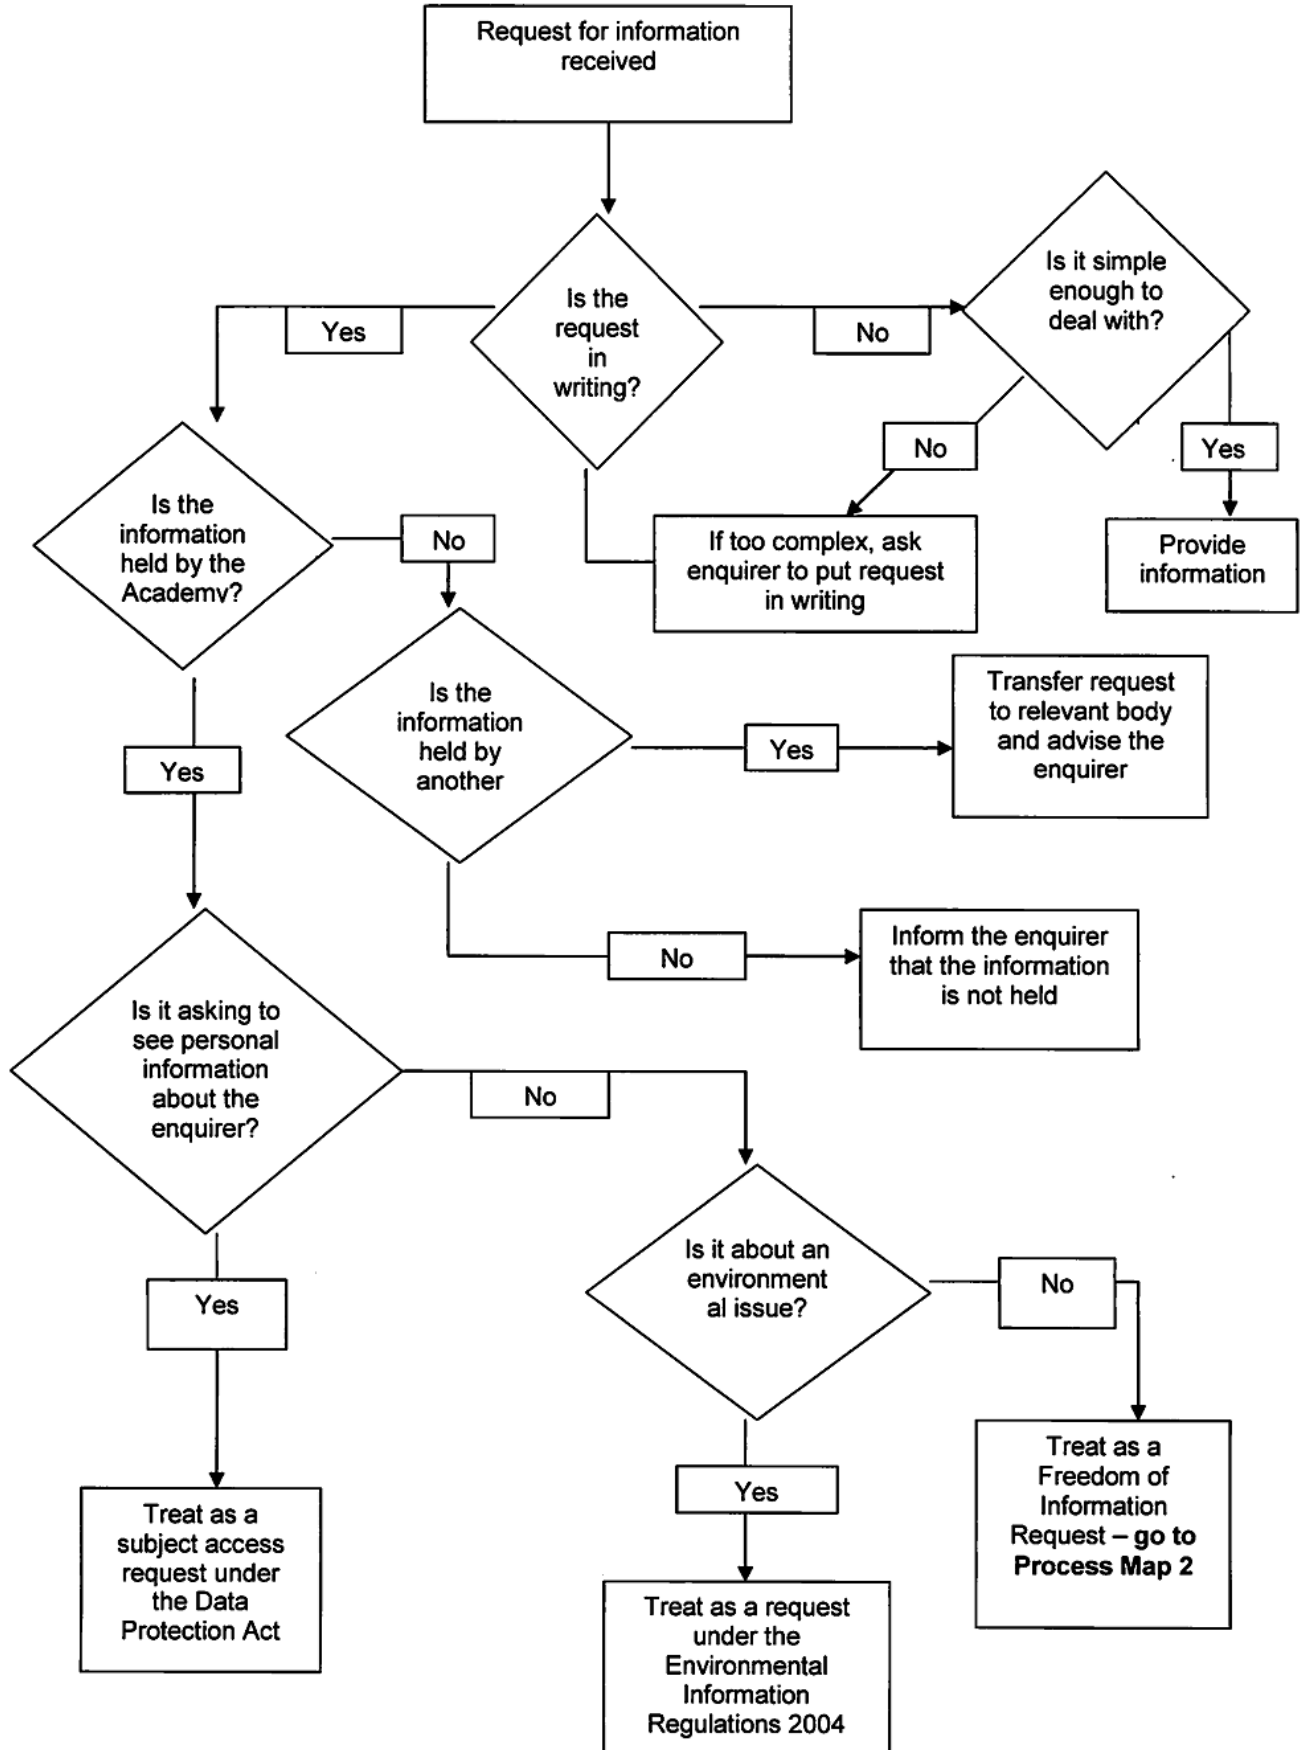 Request for information
received
Is the
request
in
writing?
Yes
No
Is it simple
enough to
deal with?
No
Yes
If too complex, ask
enquirer to put request
in writing
Provide
information
Is the
information
held by the
Academy?
No
Is the
information
held by
another
Yes
Transfer request
to relevant body
and advise the
enquirer
Yes
No
Inform the enquirer
that the information
is not held
Is it asking to
see personal
information
about the
enquirer?
No
Is it about an
environment
al issue?
No
Yes
Treat as a
subject access
request under
the Data
Protection Act
Yes
Treat as a request
under the
Environmental
Information
Regulations 2004
Treat as a
Freedom of
Information
Request – go to
Process Map 2